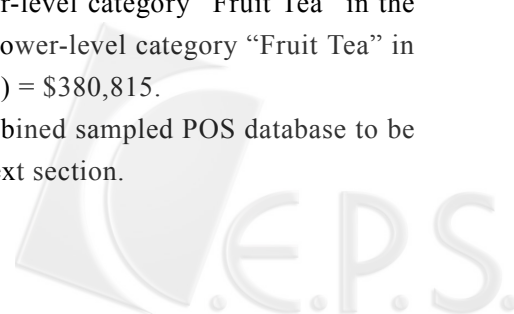 r-level category “Fruit Tea” in the
ower-level category “Fruit Tea” in
) = $380,815.
bined sampled POS database to be
xt section.
C.E.P.S.